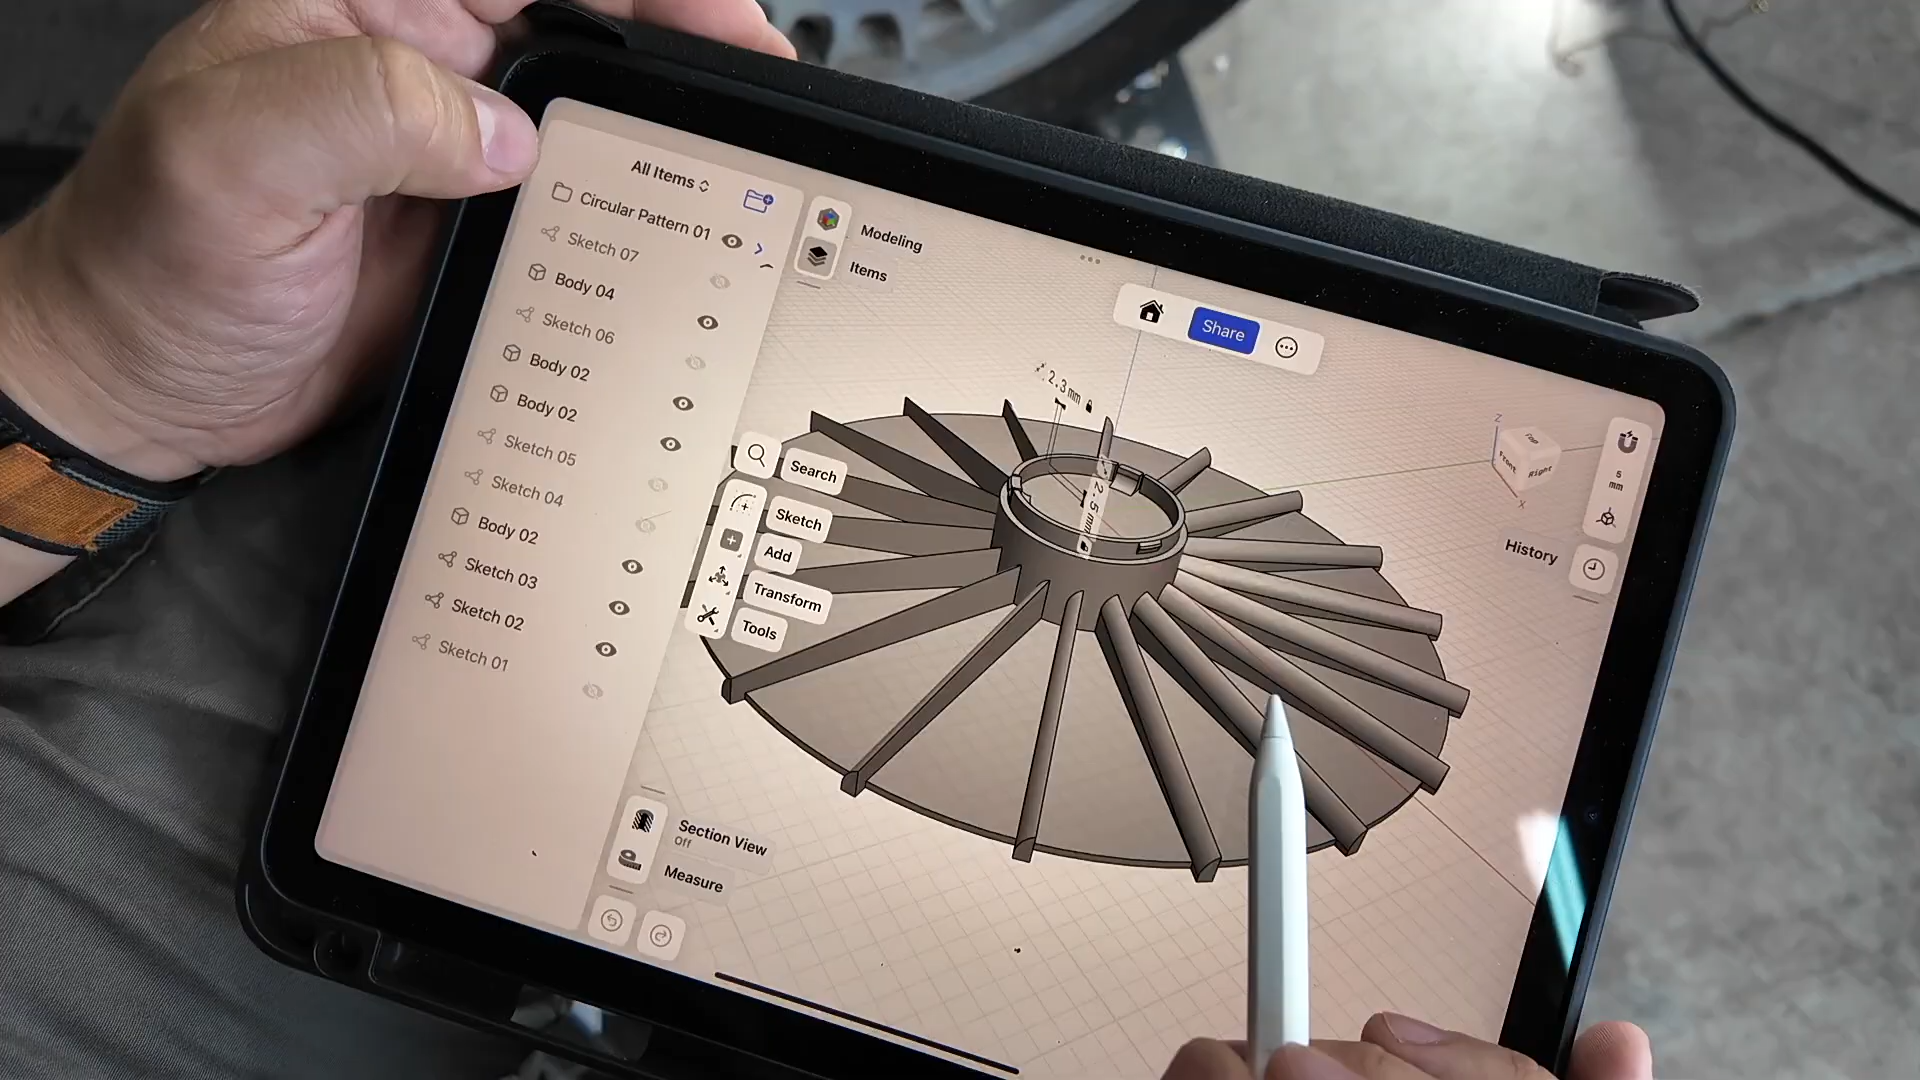 All Items
Circular Pattern 01
Sketch 07
Body 04
Sketch 06
Body 02
Body 02
Sketch 05
Sketch 04
Body 02
Sketch 03
Sketch 02
Sketch 01
Modeling
Items
Share
2.3 mm
2.5 mm
Search
Sketch
Add
Transform
Tools
Z
Top
Front
Right
X
5
mm
History
Section View
Off
Measure